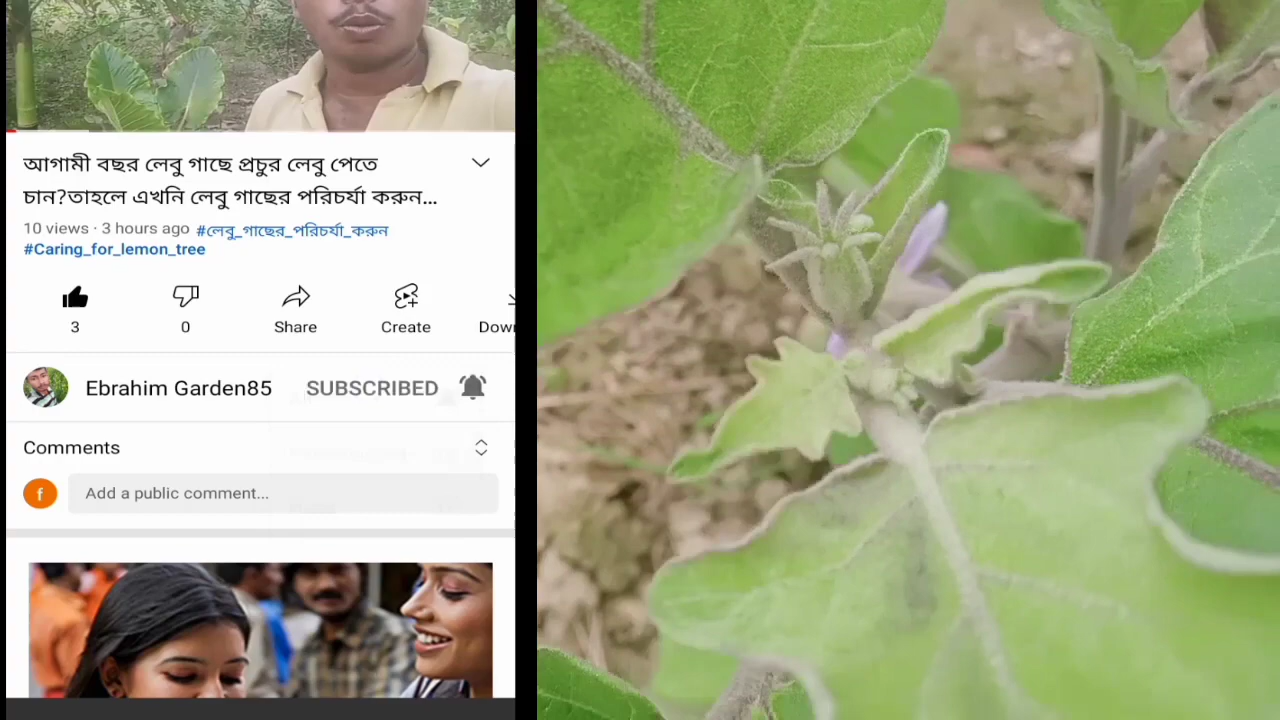 আগামী বছর লেবু গাছে প্রচুর লেবু পেতে
চান?তাহলে এখনি লেবু গাছের পরিচর্যা করুন...
10 views · 3 hours ago #লেবু_গাছের_পরিচর্যা_করুন
#Caring_for_lemon_tree
3
0
Share
Create
Down
Ebrahim Garden85
SUBSCRIBED
Comments
f
Add a public comment...